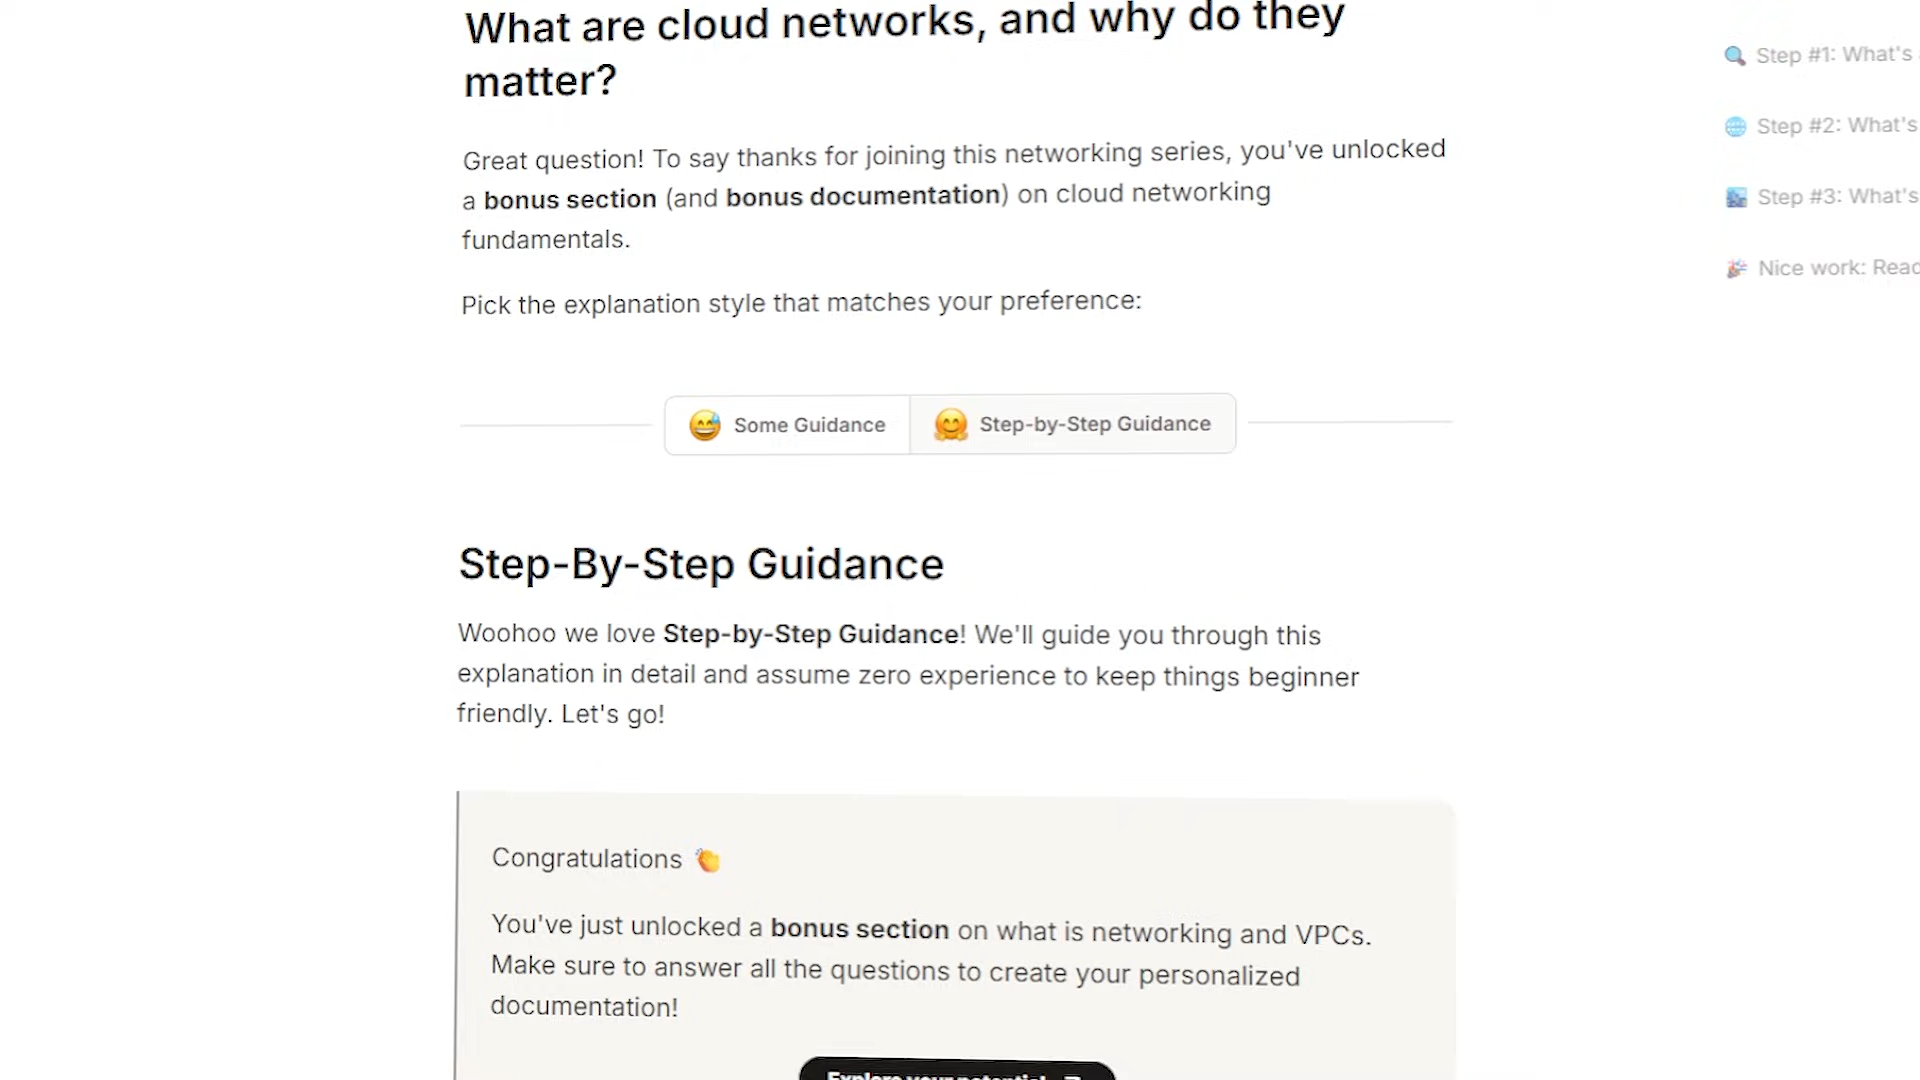 What are cloud networks, and why do they
matter?
Great question! To say thanks for joining this networking series, you've unlocked
a bonus section (and bonus documentation) on cloud networking
fundamentals.
Pick the explanation style that matches your preference:
Some Guidance
Step-by-Step Guidance
Step-By-Step Guidance
Woohoo we love Step-by-Step Guidance! We'll guide you through this
explanation in detail and assume zero experience to keep things beginner
friendly. Let's go!
Congratulations
You've just unlocked a bonus section on what is networking and VPCs.
Make sure to answer all the questions to create your personalized
documentation!
Explore your potential
Step #1: What's
Step #2: What's
Step #3: What's
Nice work: Read